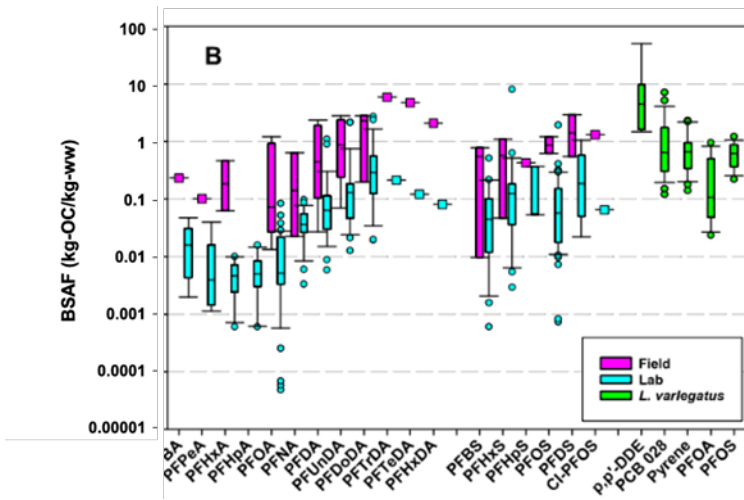 B
100
10
1
0.1
0.01
0.001
0.0001
0.00001
BSAF (kg-OC/kg-ww)
Field
Lab
L. varlegatus
BA
PFPeA
PFHxA
PFHpA
PFOA
PFNA
PFDA
PFUnDA
PFDoDA
PFTrDA
PFTeDA
PFHxDA
PFBS
PFHxS
PFHpS
PFOS
PFDS
Cl-PFOS
p,p'-DDE
PCB 028
Pyrene
PFOA
PFOS